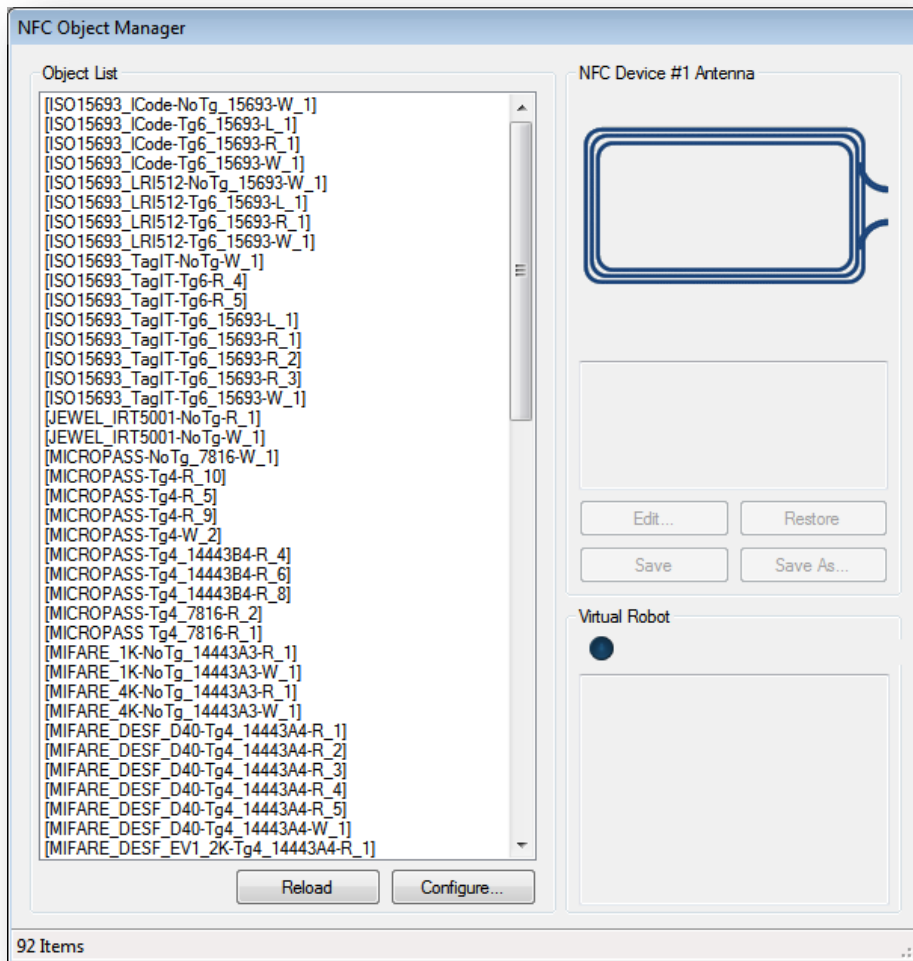 NFC Object Manager
Object List
[ISO15693_ICode-NoTg_15693-W_1]
[ISO15693_ICode-Tg6_15693-L_1]
[ISO15693_ICode-Tg6_15693-R_1]
[ISO15693_ICode-Tg6_15693-W_1]
[ISO15693_LRI512-NoTg_15693-W_1]
[ISO15693_LRI512-Tg6_15693-L_1]
[ISO15693_LRI512-Tg6_15693-R_1]
[ISO15693_LRI512-Tg6_15693-W_1]
[ISO15693_TagIT-NoTg-W_1]
[ISO15693_TagIT-Tg6-R_4]
[ISO15693_TagIT-Tg6-R_5]
[ISO15693_TagIT-Tg6_15693-L_1]
[ISO15693_TagIT-Tg6_15693-R_1]
[ISO15693_TagIT-Tg6_15693-R_2]
[ISO15693_TagIT-Tg6_15693-R_3]
[ISO15693_TagIT-Tg6_15693-W_1]
[JEWEL_IRT5001-NoTg-R_1]
[JEWEL_IRT5001-NoTg-W_1]
[MICROPASS-NoTg_7816-W_1]
[MICROPASS-Tg4-R_10]
[MICROPASS-Tg4-R_5]
[MICROPASS-Tg4-R_9]
[MICROPASS-Tg4-W_2]
[MICROPASS-Tg4_14443B4-R_4]
[MICROPASS-Tg4_14443B4-R_6]
[MICROPASS-Tg4_14443B4-R_8]
[MICROPASS-Tg4_7816-R_2]
[MICROPASS Tg4_7816-R_1]
[MIFARE_1K-NoTg_14443A3-R_1]
[MIFARE_1K-NoTg_14443A3-W_1]
[MIFARE_4K-NoTg_14443A3-R_1]
[MIFARE_4K-NoTg_14443A3-W_1]
[MIFARE_DESF_D40-Tg4_14443A4-R_1]
[MIFARE_DESF_D40-Tg4_14443A4-R_2]
[MIFARE_DESF_D40-Tg4_14443A4-R_3]
[MIFARE_DESF_D40-Tg4_14443A4-R_4]
[MIFARE_DESF_D40-Tg4_14443A4-R_5]
[MIFARE_DESF_D40-Tg4_14443A4-W_1]
[MIFARE_DESF_EV1_2K-Tg4_14443A4-R_1]
Reload
Configure...
NFC Device #1 Antenna
Edit...
Restore
Save
Save As...
Virtual Robot
92 Items